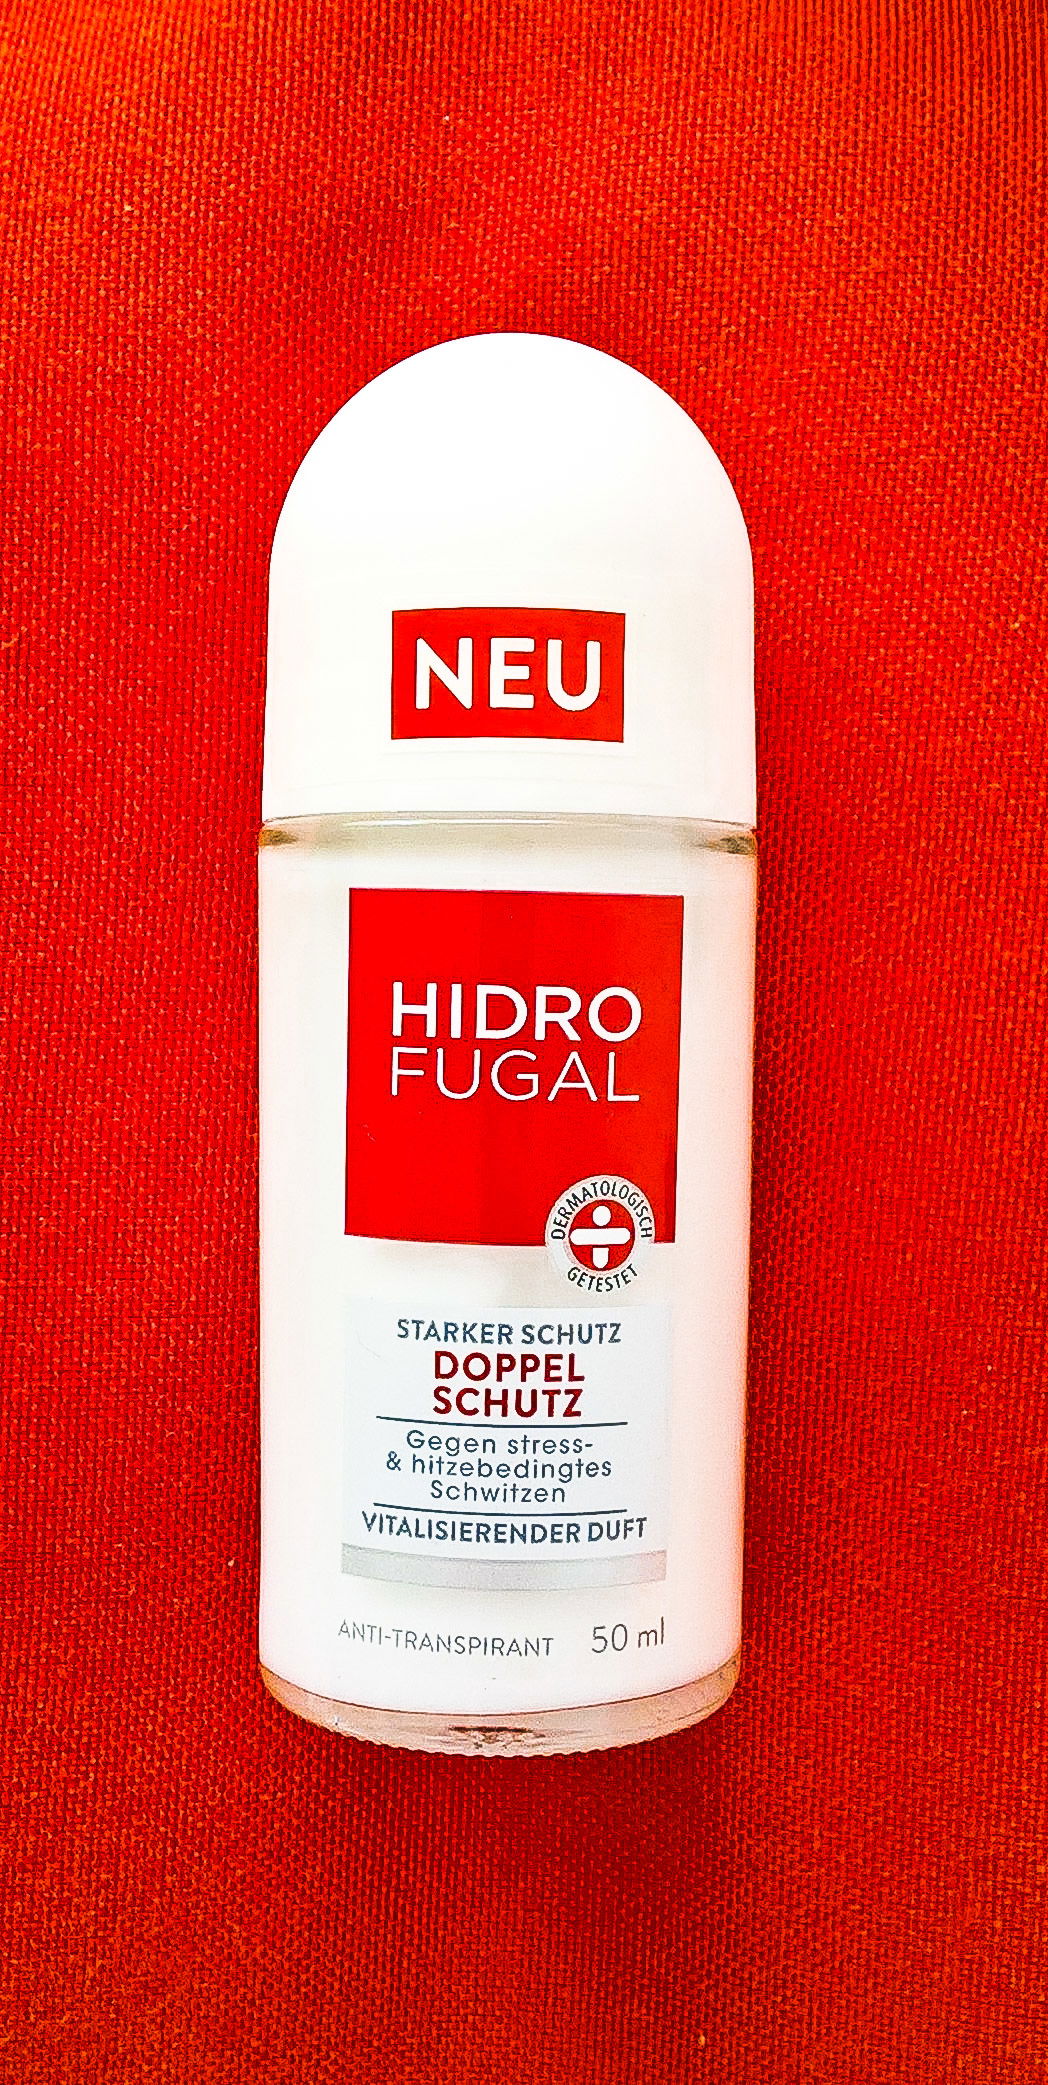 NEU
HIDRO
FUGAL
DERMATOLOGISCH
GETESTET
STARKER SCHUTZ
DOPPEL
SCHUTZ
Gegen stress-
& hitzebedingtes
Schwitzen
VITALISIERENDER DUFT
ANTI-TRANSPIRANT 50 ml